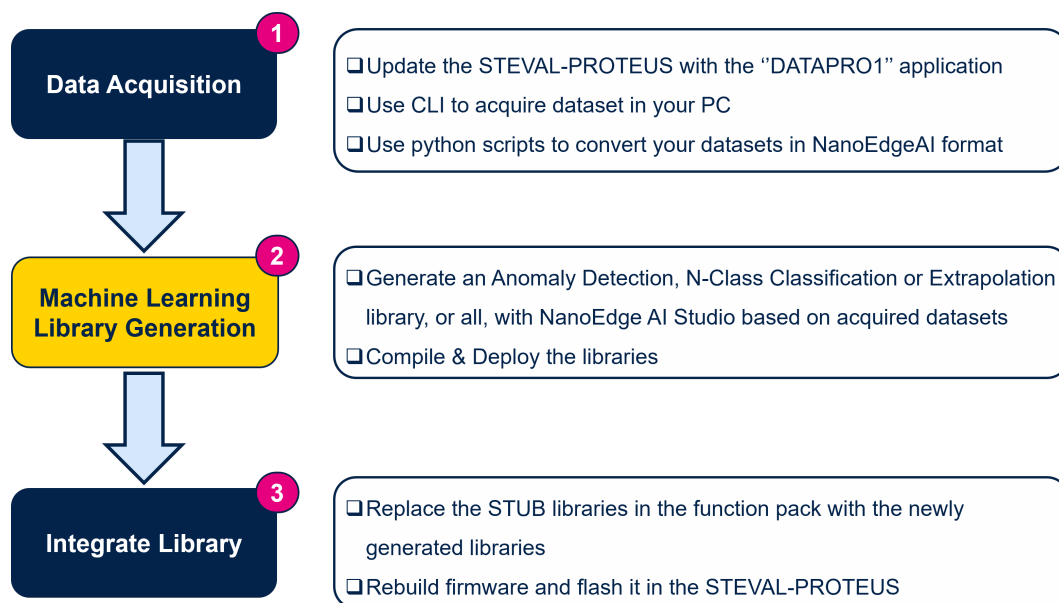 1
Data Acquisition
❑Update the STEVAL-PROTEUS with the ‘’DATAPRO1’’ application
❑Use CLI to acquire dataset in your PC
❑Use python scripts to convert your datasets in NanoEdgeAI format
2
Machine Learning
Library Generation
❑Generate an Anomaly Detection, N-Class Classification or Extrapolation
library, or all, with NanoEdge AI Studio based on acquired datasets
❑Compile & Deploy the libraries
3
Integrate Library
❑Replace the STUB libraries in the function pack with the newly
generated libraries
❑Rebuild firmware and flash it in the STEVAL-PROTEUS